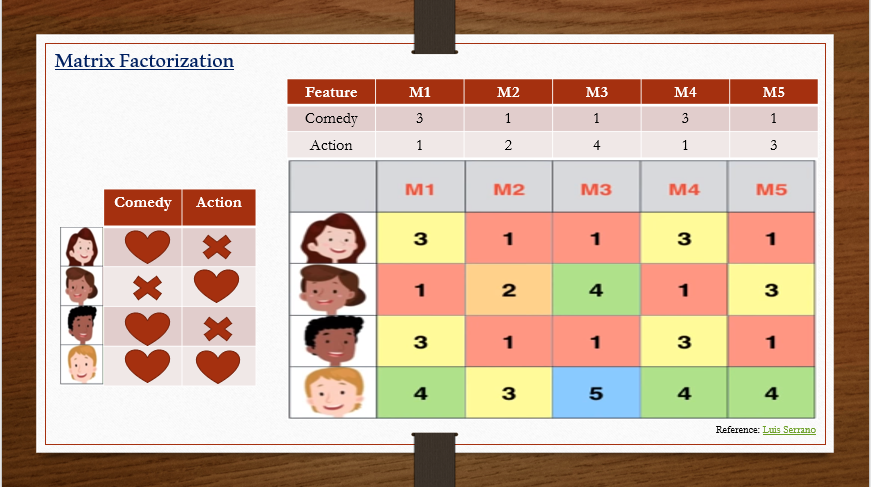 Matrix Factorization
Feature M1 M2 M3 M4 M5
Comedy 3 1 1 3 1
Action 1 2 4 1 3
Comedy Action
M1 M2 M3 M4 M5
3 1 1 3 1
1 2 4 1 3
3 1 1 3 1
4 3 5 4 4
Reference: Luis Serrano